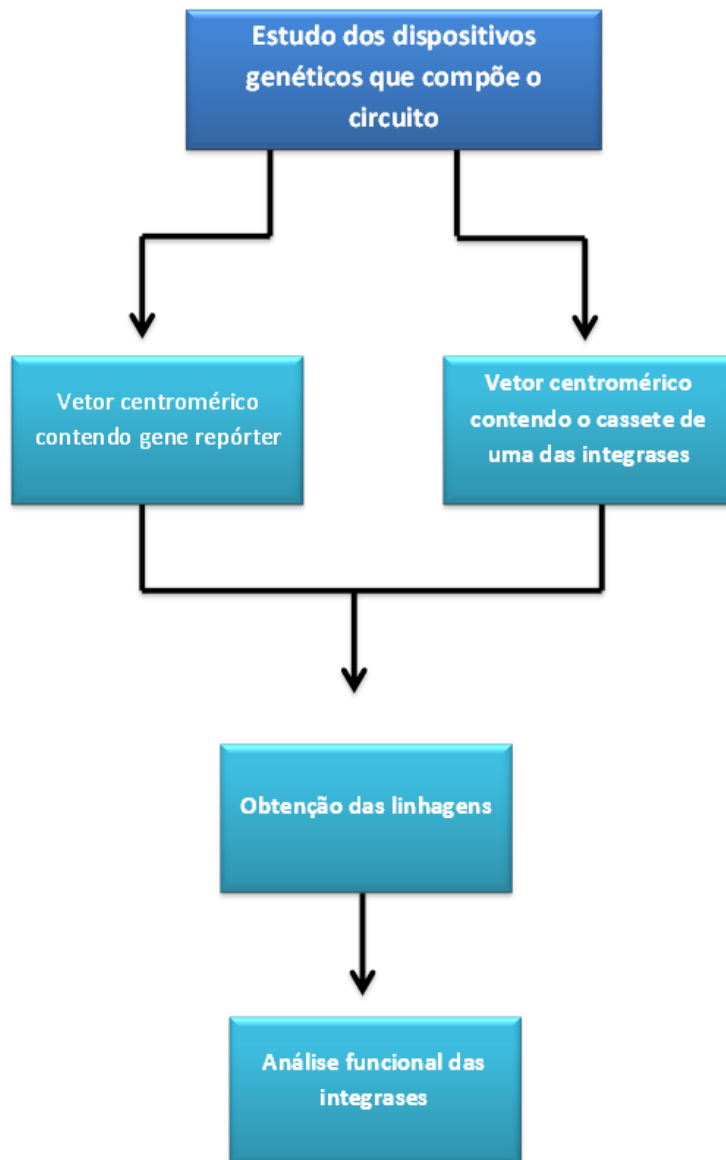 Estudo dos dispositivos
genéticos que compõe o
circuito
Vetor centromérico
contendo gene repórter
Vetor centromérico
contendo o cassete de
uma das integrases
Obtenção das linhagens
Análise funcional das
integrases